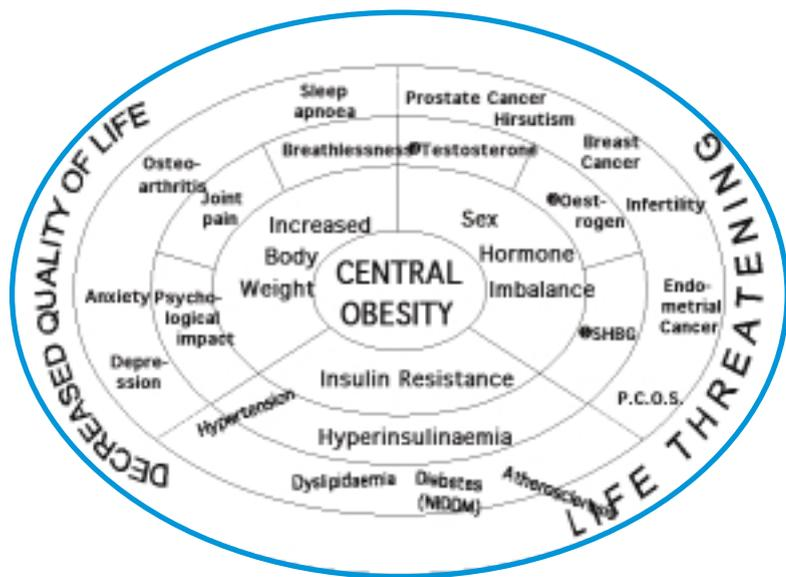 DECREASED QUALITY OF LIFE
LIFE THREATENING
Sleep
apnoea
Prostate Cancer
Hirsutism
Breast
Cancer
Osteo-
arthritis
Breathlessness
Testosterone
Joint
pain
Oest-
rogen
Infertility
Increased
Body
Weight
Sex
Hormone
Imbalance
CENTRAL
OBESITY
Anxiety
Psycho-
logical
impact
Endo-
metrial
Cancer
SHBG
Depre-
ssion
Insulin Resistance
P.C.O.S.
Hypertension
Hyperinsulinaemia
Dyslipidaemia
Diabetes
(NIDDM)